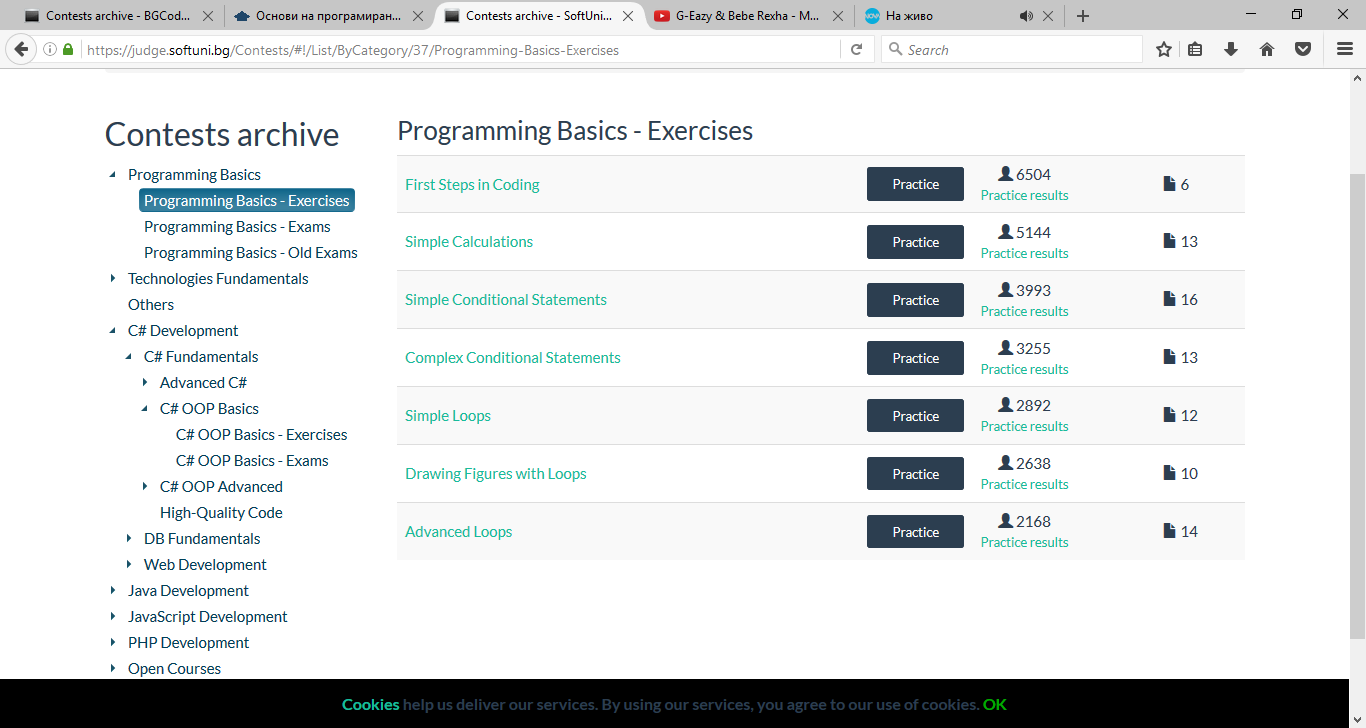 Contests archive - BGCod...
Основи на програмиран...
Contests archive - SoftUni...
G-Eazy & Bebe Rexha - M...
На живо
https://judge.softuni.bg/Contests/#!/List/ByCategory/37/Programming-Basics-Exercises
Search
Contests archive
Programming Basics
Programming Basics - Exercises
Programming Basics - Exams
Programming Basics - Old Exams
Technologies Fundamentals
Others
C# Development
C# Fundamentals
Advanced C#
C# OOP Basics
C# OOP Basics - Exercises
C# OOP Basics - Exams
C# OOP Advanced
High-Quality Code
DB Fundamentals
Web Development
Java Development
JavaScript Development
PHP Development
Open Courses
Programming Basics - Exercises
First Steps in Coding Practice 6504 6
Practice results
Simple Calculations Practice 5144 13
Practice results
Simple Conditional Statements Practice 3993 16
Practice results
Complex Conditional Statements Practice 3255 13
Practice results
Simple Loops Practice 2892 12
Practice results
Drawing Figures with Loops Practice 2638 10
Practice results
Advanced Loops Practice 2168 14
Practice results
Cookies help us deliver our services. By using our services, you agree to our use of cookies. OK